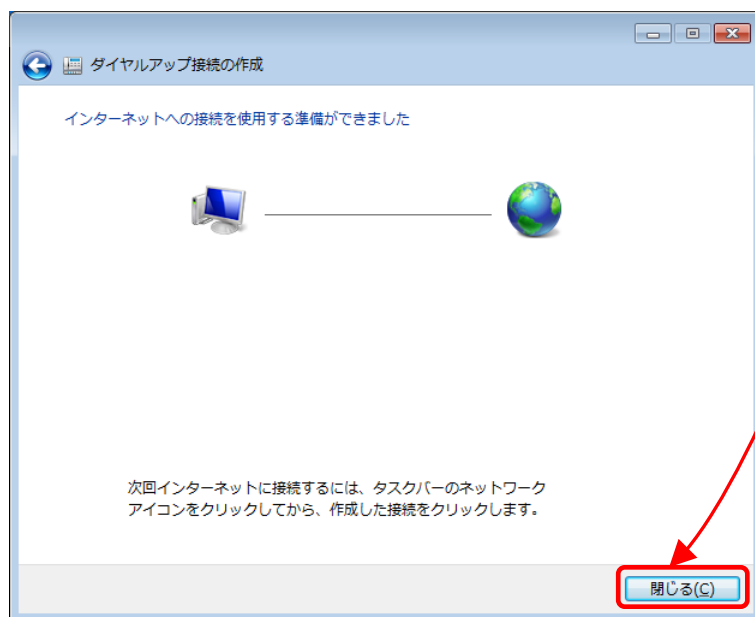 ダイヤルアップ接続の作成
インターネットへの接続を使用する準備ができました
次回インターネットに接続するには、タスクバーのネットワーク
アイコンをクリックしてから、作成した接続をクリックします。
閉じる(C)